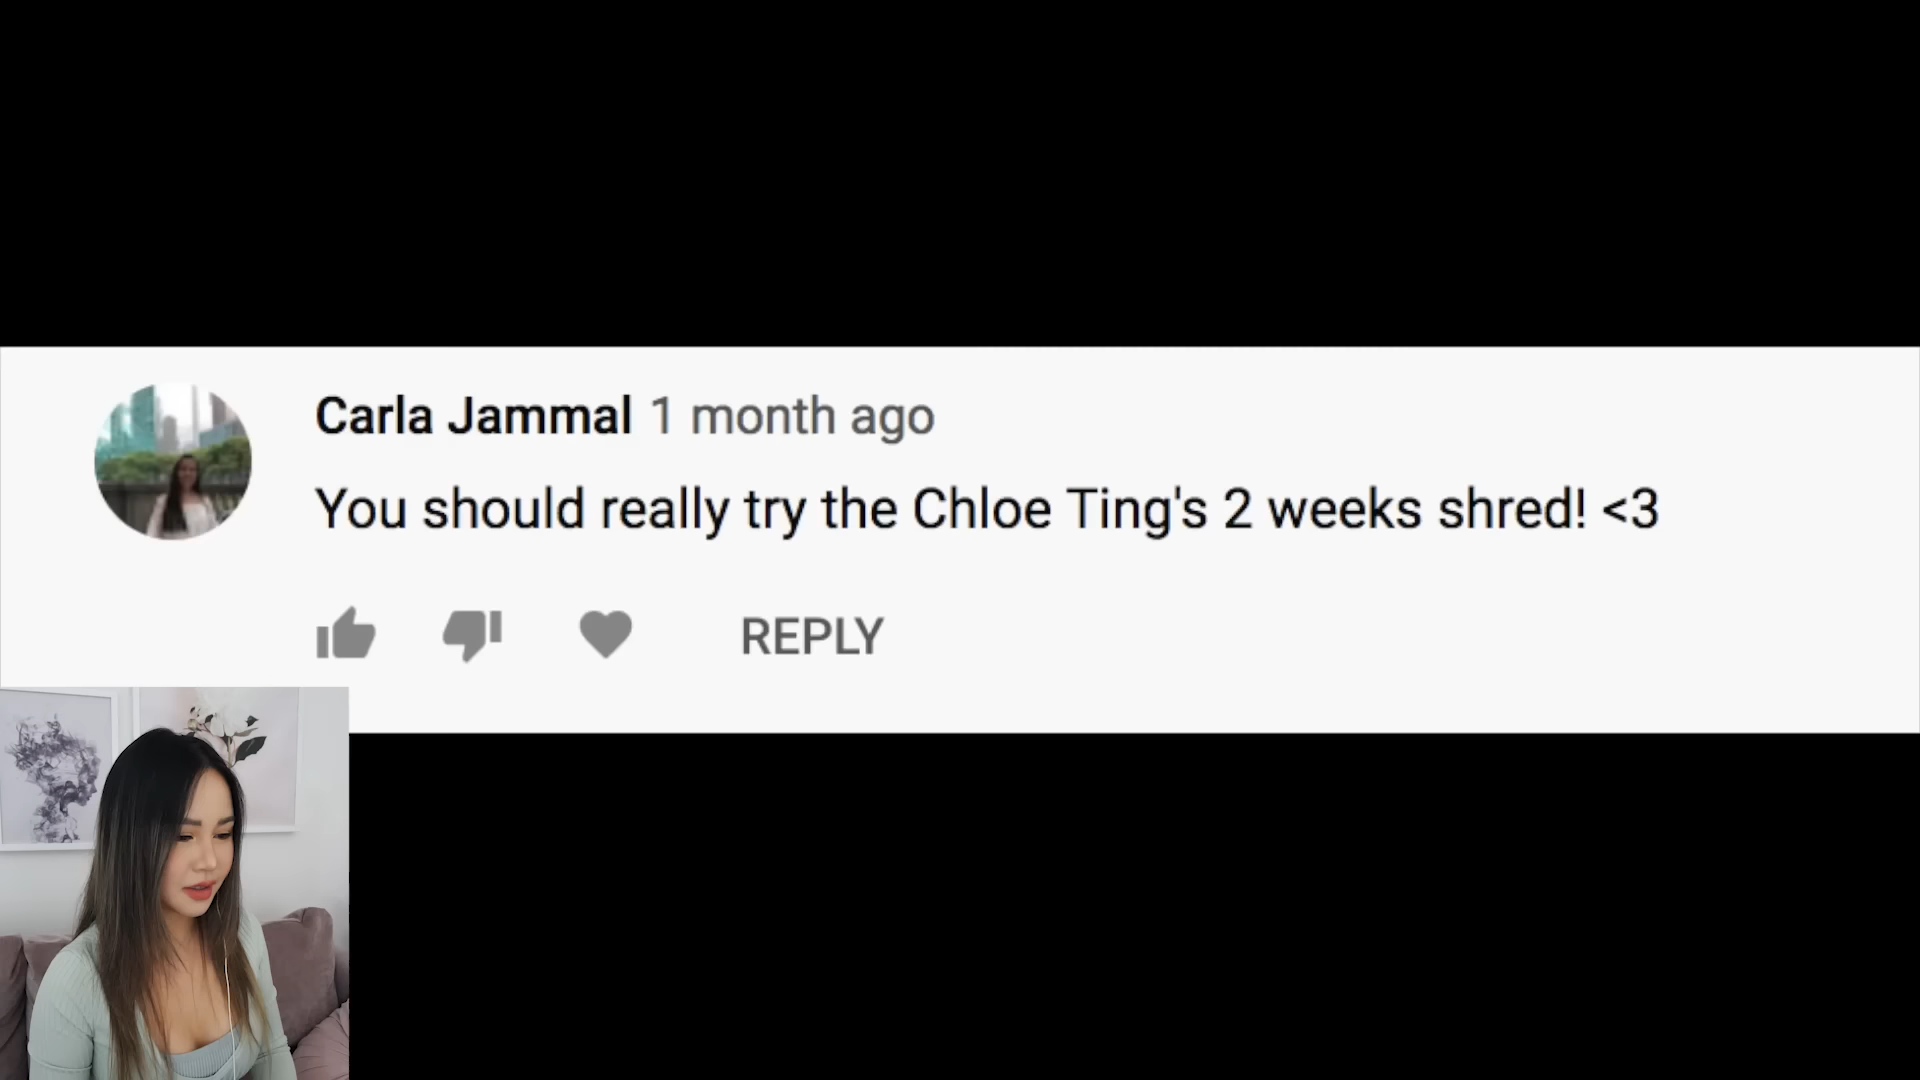 Carla Jammal 1 month ago
You should really try the Chloe Ting's 2 weeks shred! <3
REPLY